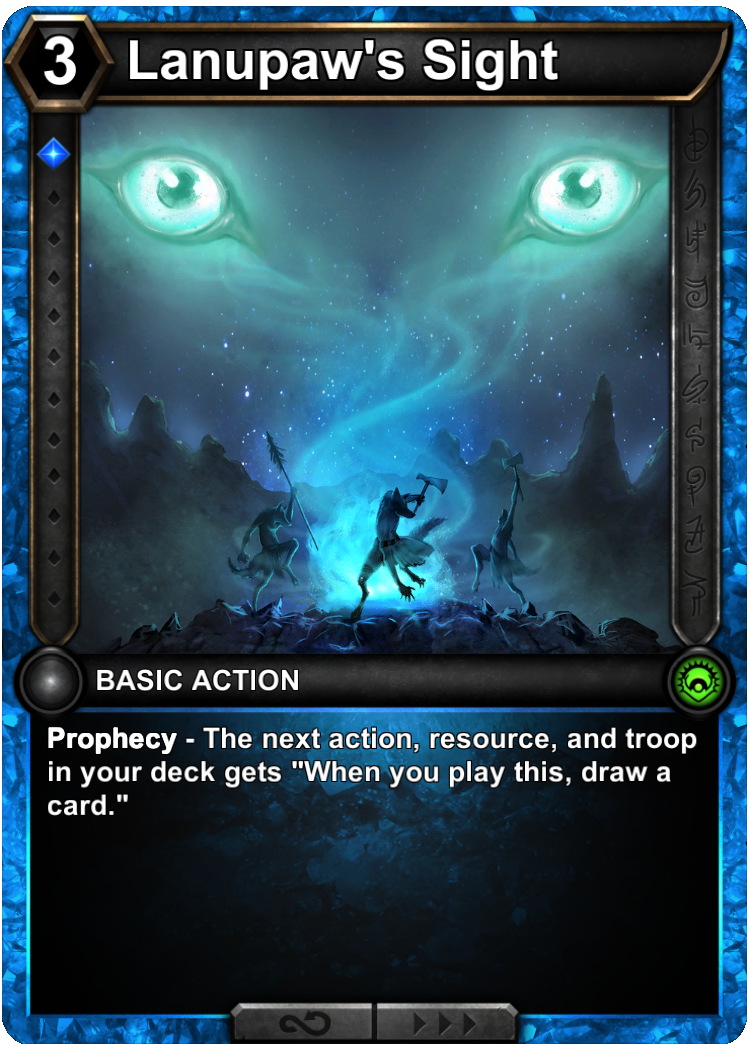 3
Lanupaw's Sight
BASIC ACTION
Prophecy - The next action, resource, and troop
in your deck gets "When you play this, draw a
card."